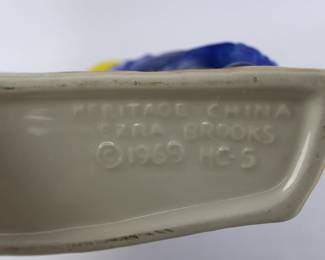 HERITAGE CHINA
EZRA BROOKS
©1969 HC-5